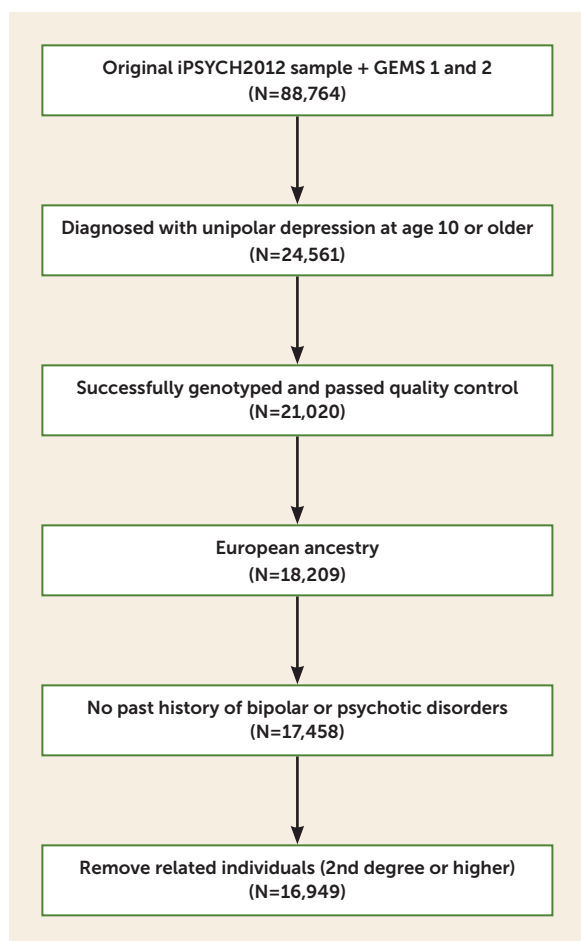 Original iPSYCH2012 sample + GEMS 1 and 2
(N=88,764)
Diagnosed with unipolar depression at age 10 or older
(N=24,561)
Successfully genotyped and passed quality control
(N=21,020)
European ancestry
(N=18,209)
No past history of bipolar or psychotic disorders
(N=17,458)
Remove related individuals (2nd degree or higher)
(N=16,949)